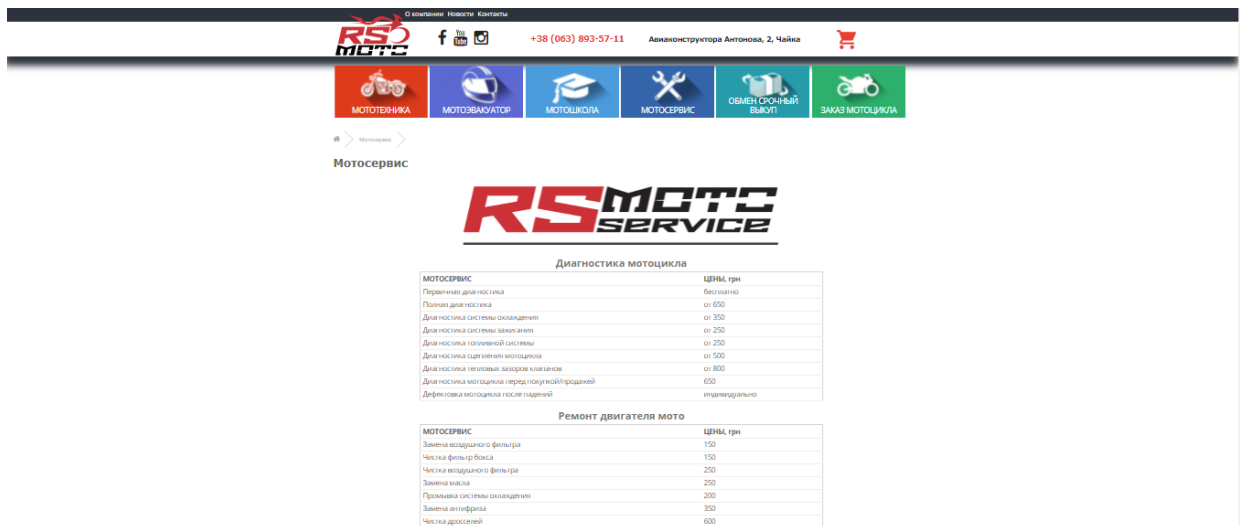 О компании Новости Контакты
RS
МОТО
f You Tube +38 (063) 893-57-11 Авиаконструктора Антонова, 2, Чайка
МОТОТЕХНИКА МОТОЭВАКУАТОР МОТОШКОЛА МОТОСЕРВИС ОБМЕН СРОЧНЫЙ ВЫКУП ЗАКАЗ МОТОЦИКЛА
Мотосервис
Мотосервис
RS MOTO SERVICE
Диагностика мотоцикла
МОТОСЕРВИС ЦЕНЫ, грн
Первичная диагностика бесплатно
Полная диагностика от 650
Диагностика системы охлаждения от 350
Диагностика системы зажигания от 250
Диагностика топливной системы от 250
Диагностика сцепления мотоцикла от 500
Диагностика тепловых зазоров клапанов от 800
Диагностика мотоцикла перед покупкой/продажей 650
Дефектовка мотоцикла после падений индивидуально
Ремонт двигателя мото
МОТОСЕРВИС ЦЕНЫ, грн
Замена воздушного фильтра 150
Чистка фильтр бокса 150
Чистка воздушного фильтра 250
Замена масла 250
Промывка системы охлаждения 200
Замена антифриза 350
Чистка дросселей 600